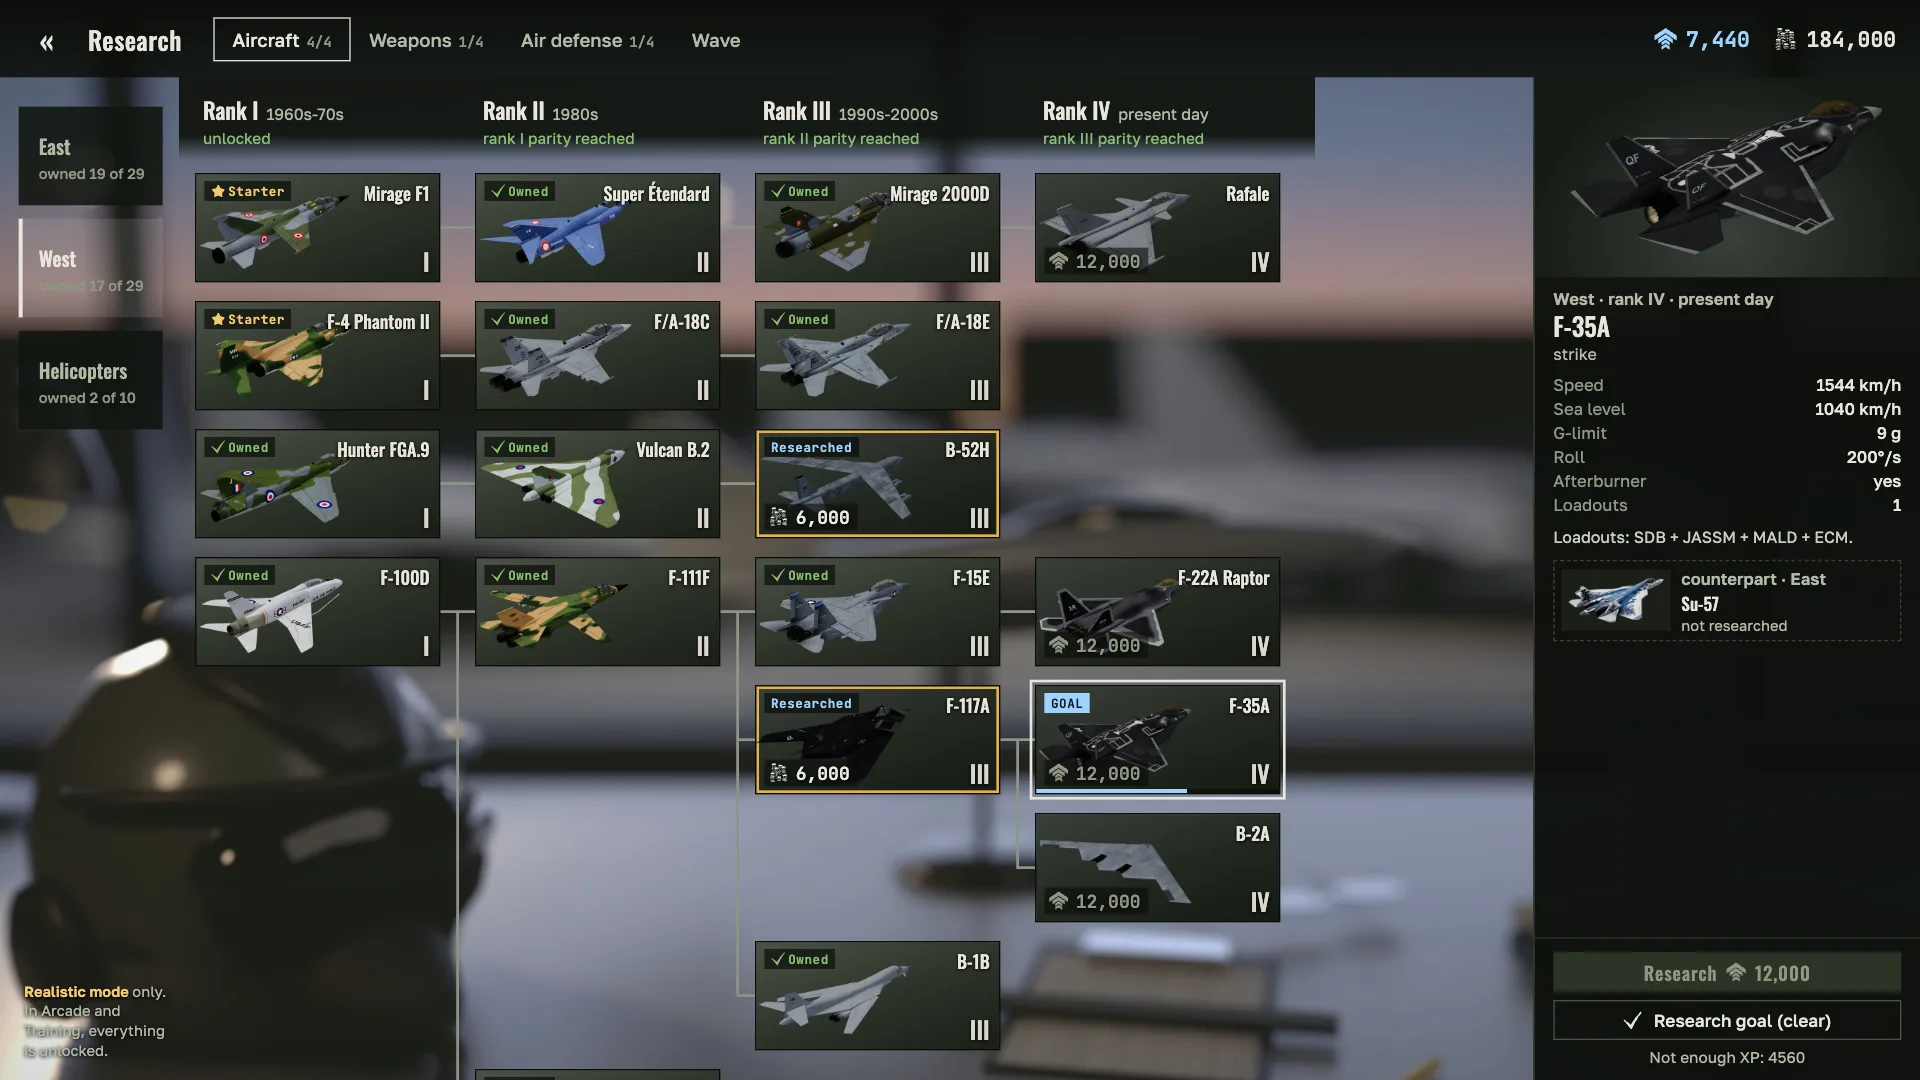 « Research
Aircraft 4/4
Weapons 1/4
Air defense 1/4
Wave
7,440
184,000
East
owned 19 of 29
West
owned 17 of 29
Helicopters
owned 2 of 10
Rank I 1960s-70s
unlocked
Rank II 1980s
rank I parity reached
Rank III 1990s-2000s
rank II parity reached
Rank IV present day
rank III parity reached
Starter
Mirage F1
I
Owned
Super Étendard
II
Owned
Mirage 2000D
III
Rafale
12,000
IV
Starter
F-4 Phantom II
I
Owned
F/A-18C
II
Owned
F/A-18E
III
Owned
Hunter FGA.9
I
Owned
Vulcan B.2
II
Researched
B-52H
6,000
III
Owned
F-100D
I
Owned
F-111F
II
Owned
F-15E
III
F-22A Raptor
12,000
IV
Researched
F-117A
6,000
III
GOAL
F-35A
12,000
IV
B-2A
12,000
IV
Owned
B-1B
III
Realistic mode only.
In Arcade and
Training, everything
is unlocked.
QF
QF
West · rank IV · present day
F-35A
strike
Speed 1544 km/h
Sea level 1040 km/h
G-limit 9 g
Roll 200°/s
Afterburner yes
Loadouts 1
Loadouts: SDB + JASSM + MALD + ECM.
counterpart · East
Su-57
not researched
Research 12,000
Research goal (clear)
Not enough XP: 4560